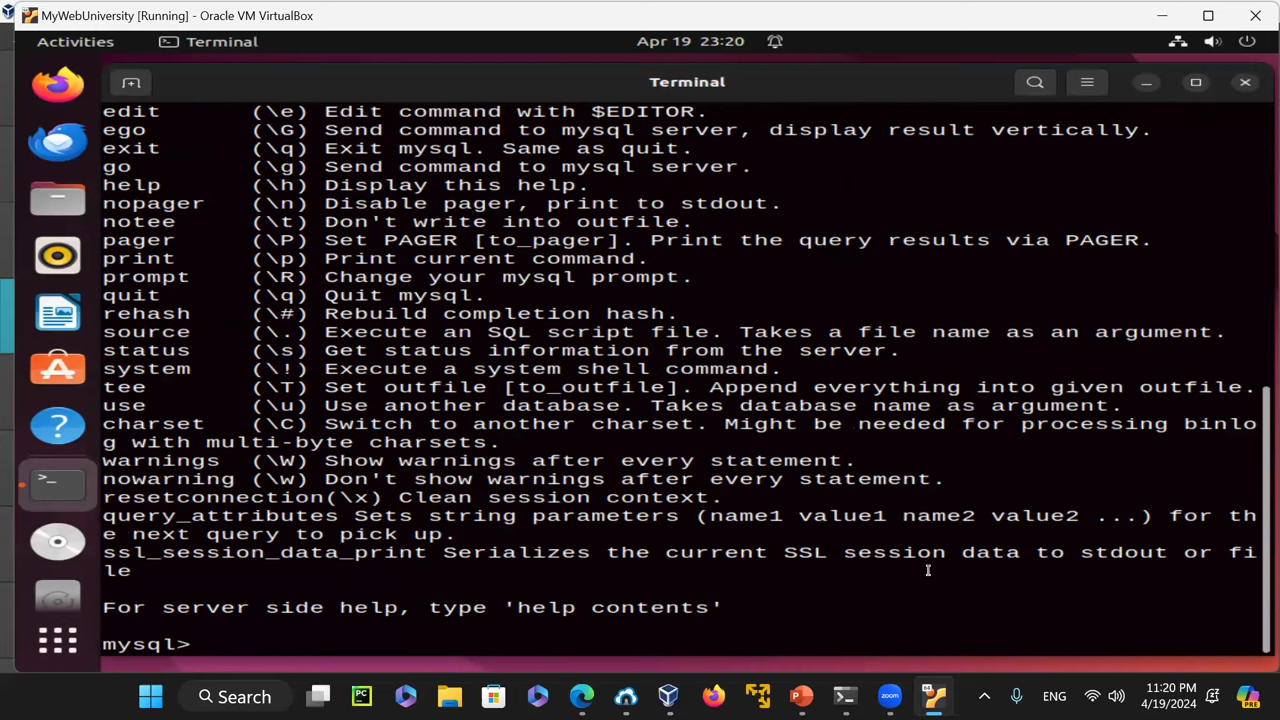 MyWebUniversity [Running] - Oracle VM VirtualBox
Activities Terminal Apr 19 23:20
Terminal
edit (\e) Edit command with $EDITOR.
ego (\G) Send command to mysql server, display result vertically.
exit (\q) Exit mysql. Same as quit.
go (\g) Send command to mysql server.
help (\h) Display this help.
nopager (\n) Disable pager, print to stdout.
notee (\t) Don't write into outfile.
pager (\P) Set PAGER [to_pager]. Print the query results via PAGER.
print (\p) Print current command.
prompt (\R) Change your mysql prompt.
quit (\q) Quit mysql.
rehash (\#) Rebuild completion hash.
source (\.) Execute an SQL script file. Takes a file name as an argument.
status (\s) Get status information from the server.
system (\!) Execute a system shell command.
tee (\T) Set outfile [to_outfile]. Append everything into given outfile.
use (\u) Use another database. Takes database name as argument.
charset (\C) Switch to another charset. Might be needed for processing binlo
g with multi-byte charsets.
warnings (\W) Show warnings after every statement.
nowarning (\w) Don't show warnings after every statement.
resetconnection(\x) Clean session context.
query_attributes Sets string parameters (name1 value1 name2 value2 ...) for th
e next query to pick up.
ssl_session_data_print Serializes the current SSL session data to stdout or fi
le
For server side help, type 'help contents'
mysql>
Search
PC
zoom
ENG
11:20 PM
4/19/2024
PRE